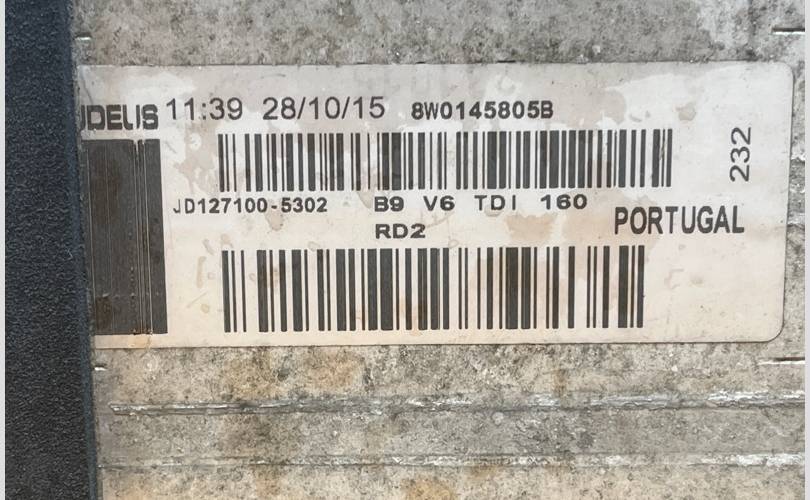 11:39 28/10/15 8W0145805B
232
JD127100-5302 B9 V6 TDI 160
RD2
PORTUGAL